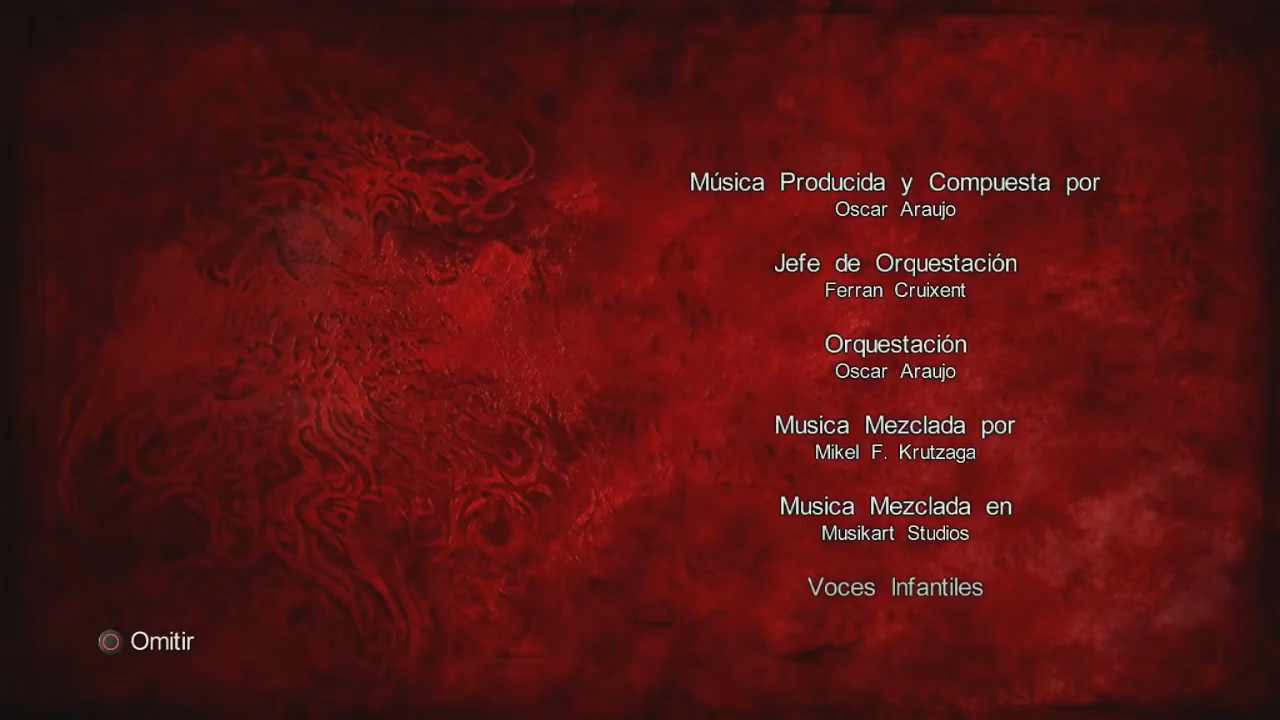 Música Producida y Compuesta por
Oscar Araujo
Jefe de Orquestación
Ferran Cruixent
Orquestación
Oscar Araujo
Musica Mezclada por
Mikel F. Krutzaga
Musica Mezclada en
Musikart Studios
Voces Infantiles
Omitir